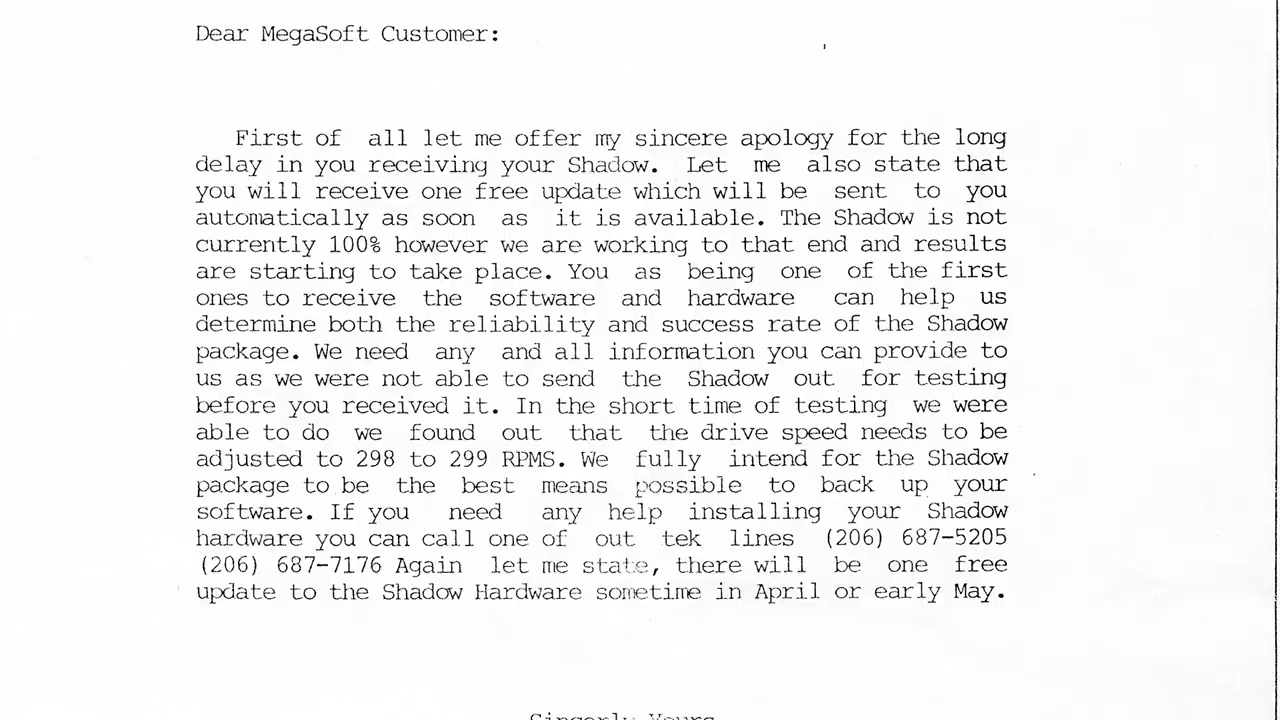 Dear MegaSoft Customer:
First of all let me offer my sincere apology for the long
delay in you receiving your Shadow. Let me also state that
you will receive one free update which will be sent to you
automatically as soon as it is available. The Shadow is not
currently 100% however we are working to that end and results
are starting to take place. You as being one of the first
ones to receive the software and hardware can help us
determine both the reliability and success rate of the Shadow
package. We need any and all information you can provide to
us as we were not able to send the Shadow out for testing
before you received it. In the short time of testing we were
able to do we found out that the drive speed needs to be
adjusted to 298 to 299 RPMS. We fully intend for the Shadow
package to be the best means possible to back up your
software. If you need any help installing your Shadow
hardware you can call one of out tek lines (206) 687-5205
(206) 687-7176 Again let me state, there will be one free
update to the Shadow Hardware sometime in April or early May.
Sincerly Yours